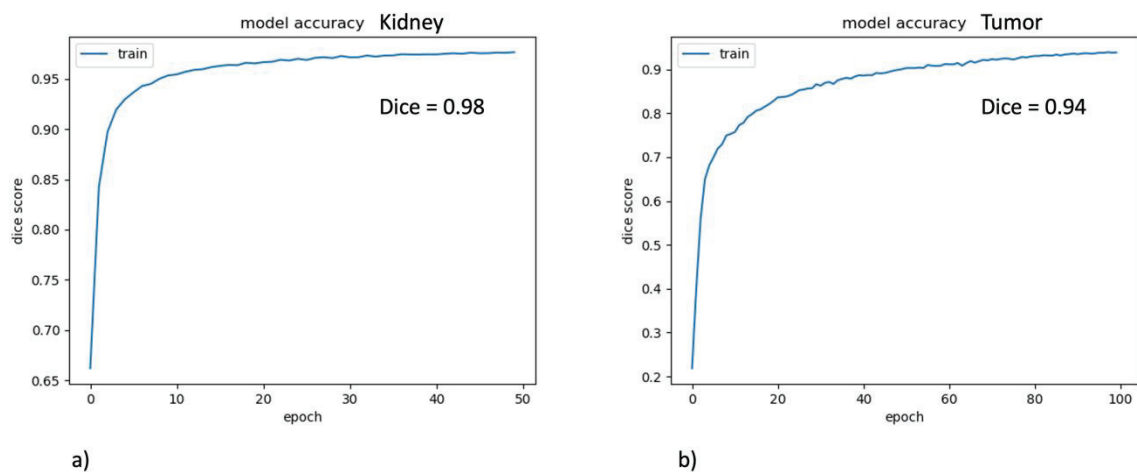 model accuracy Kidney
train
Dice = 0.98
0.95
0.90
0.85
0.80
0.75
0.70
0.65
dice score
0 10 20 30 40 50
epoch
a)
model accuracy Tumor
train
Dice = 0.94
0.9
0.8
0.7
0.6
0.5
0.4
0.3
0.2
dice score
0 20 40 60 80 100
epoch
b)